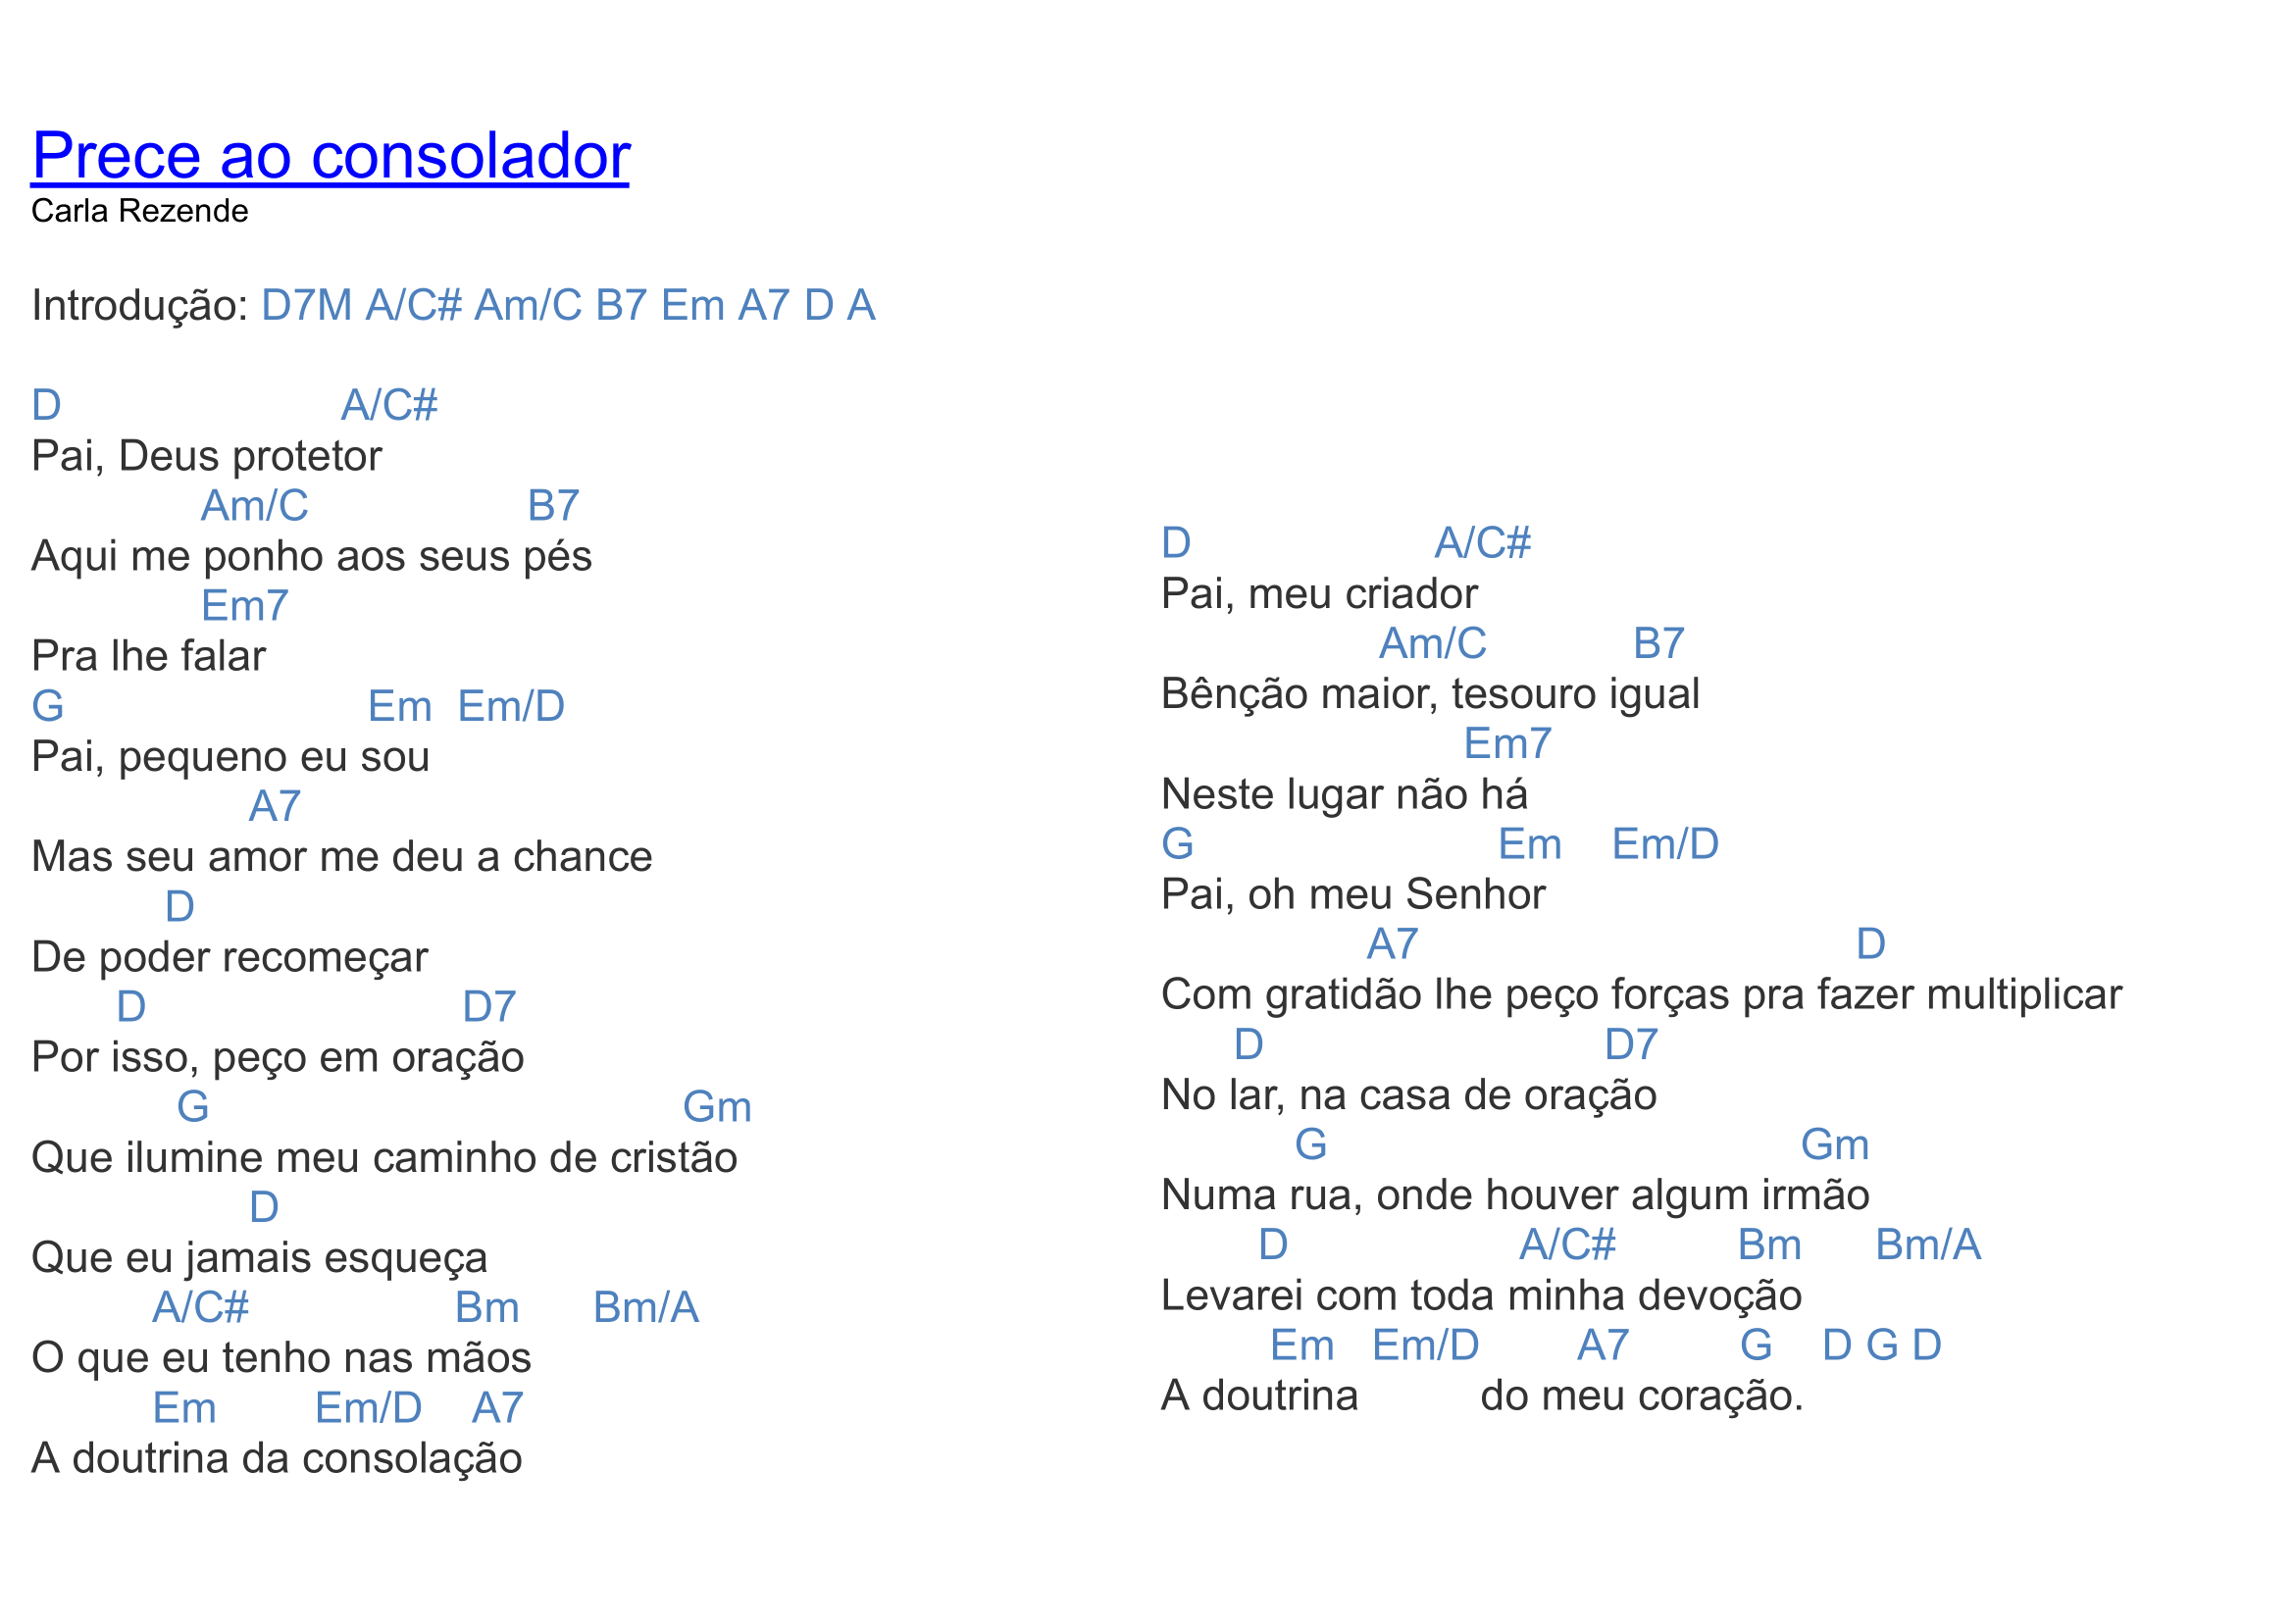 Prece ao consolador
Carla Rezende
Introdução: D7M A/C# Am/C B7 Em A7 D A
D A/C#
Pai, Deus protetor
Am/C B7
Aqui me ponho aos seus pés
Em7
Pra lhe falar
G Em Em/D
Pai, pequeno eu sou
A7
Mas seu amor me deu a chance
D
De poder recomeçar
D D7
Por isso, peço em oração
G Gm
Que ilumine meu caminho de cristão
D
Que eu jamais esqueça
A/C# Bm Bm/A
O que eu tenho nas mãos
Em Em/D A7
A doutrina da consolação
D A/C#
Pai, meu criador
Am/C B7
Bênção maior, tesouro igual
Em7
Neste lugar não há
G Em Em/D
Pai, oh meu Senhor
A7 D
Com gratidão lhe peço forças pra fazer multiplicar
D D7
No lar, na casa de oração
G Gm
Numa rua, onde houver algum irmão
D A/C# Bm Bm/A
Levarei com toda minha devoção
Em Em/D A7 G D G D
A doutrina do meu coração.